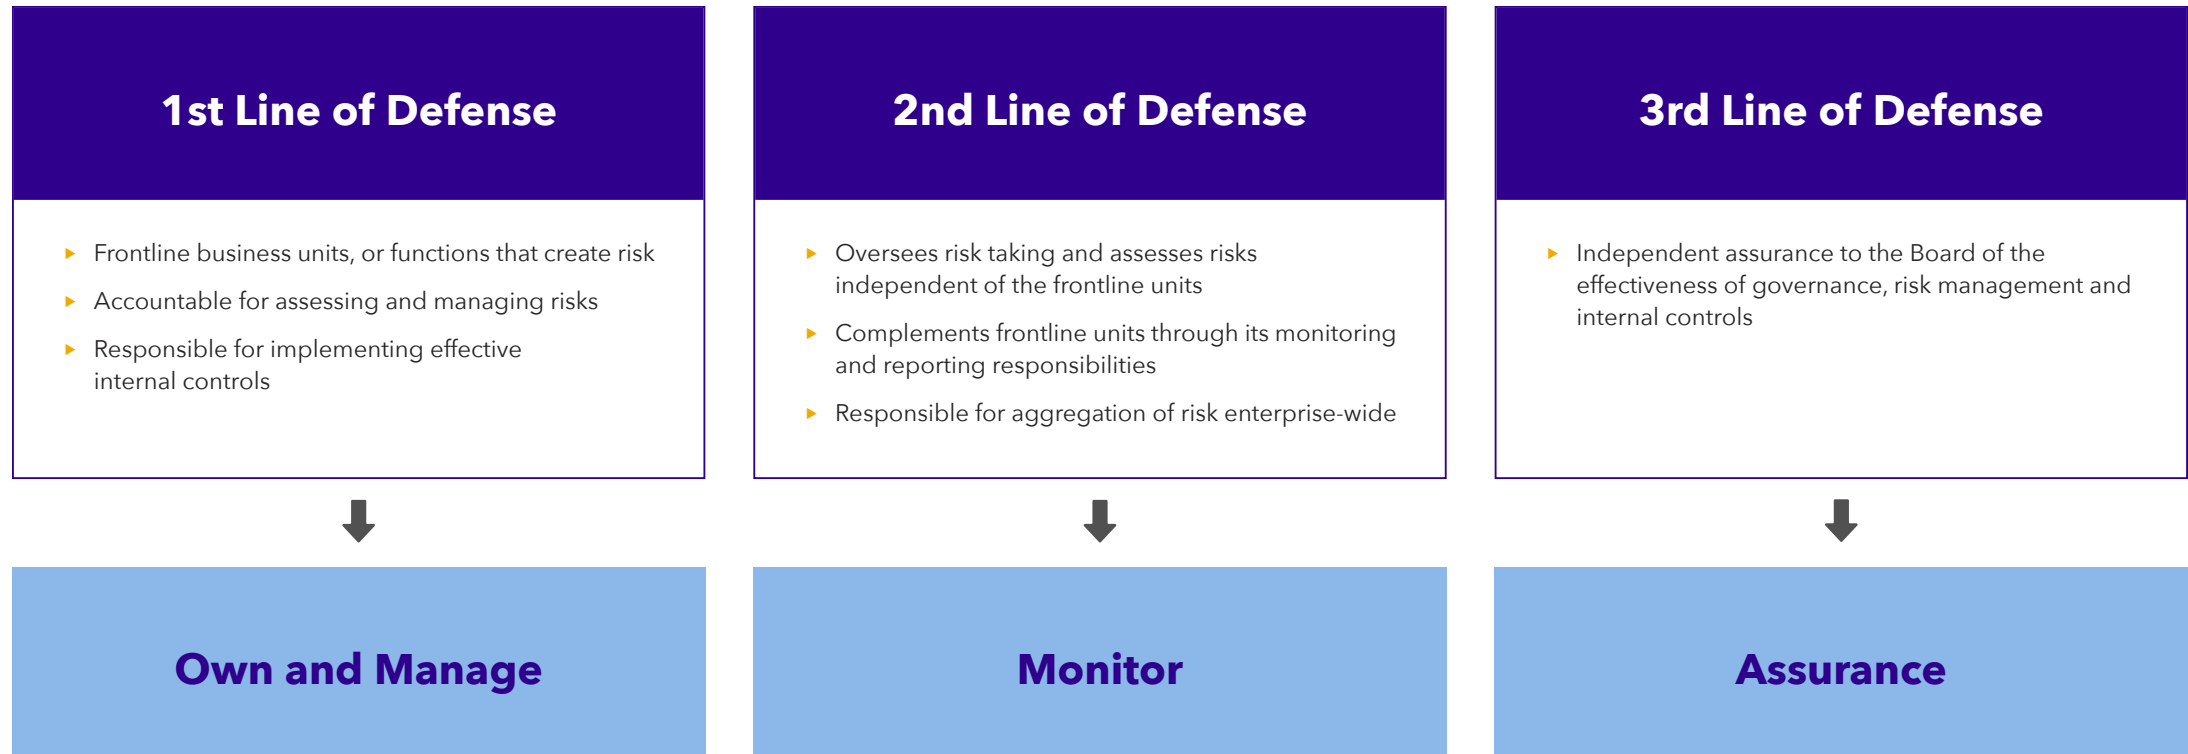 1st Line of Defense
Frontline business units, or functions that create risk
Accountable for assessing and managing risks
Responsible for implementing effective
internal controls
Own and Manage
2nd Line of Defense
Oversees risk taking and assesses risks
independent of the frontline units
Complements frontline units through its monitoring
and reporting responsibilities
Responsible for aggregation of risk enterprise-wide
Monitor
3rd Line of Defense
Independent assurance to the Board of the
effectiveness of governance, risk management and
internal controls
Assurance